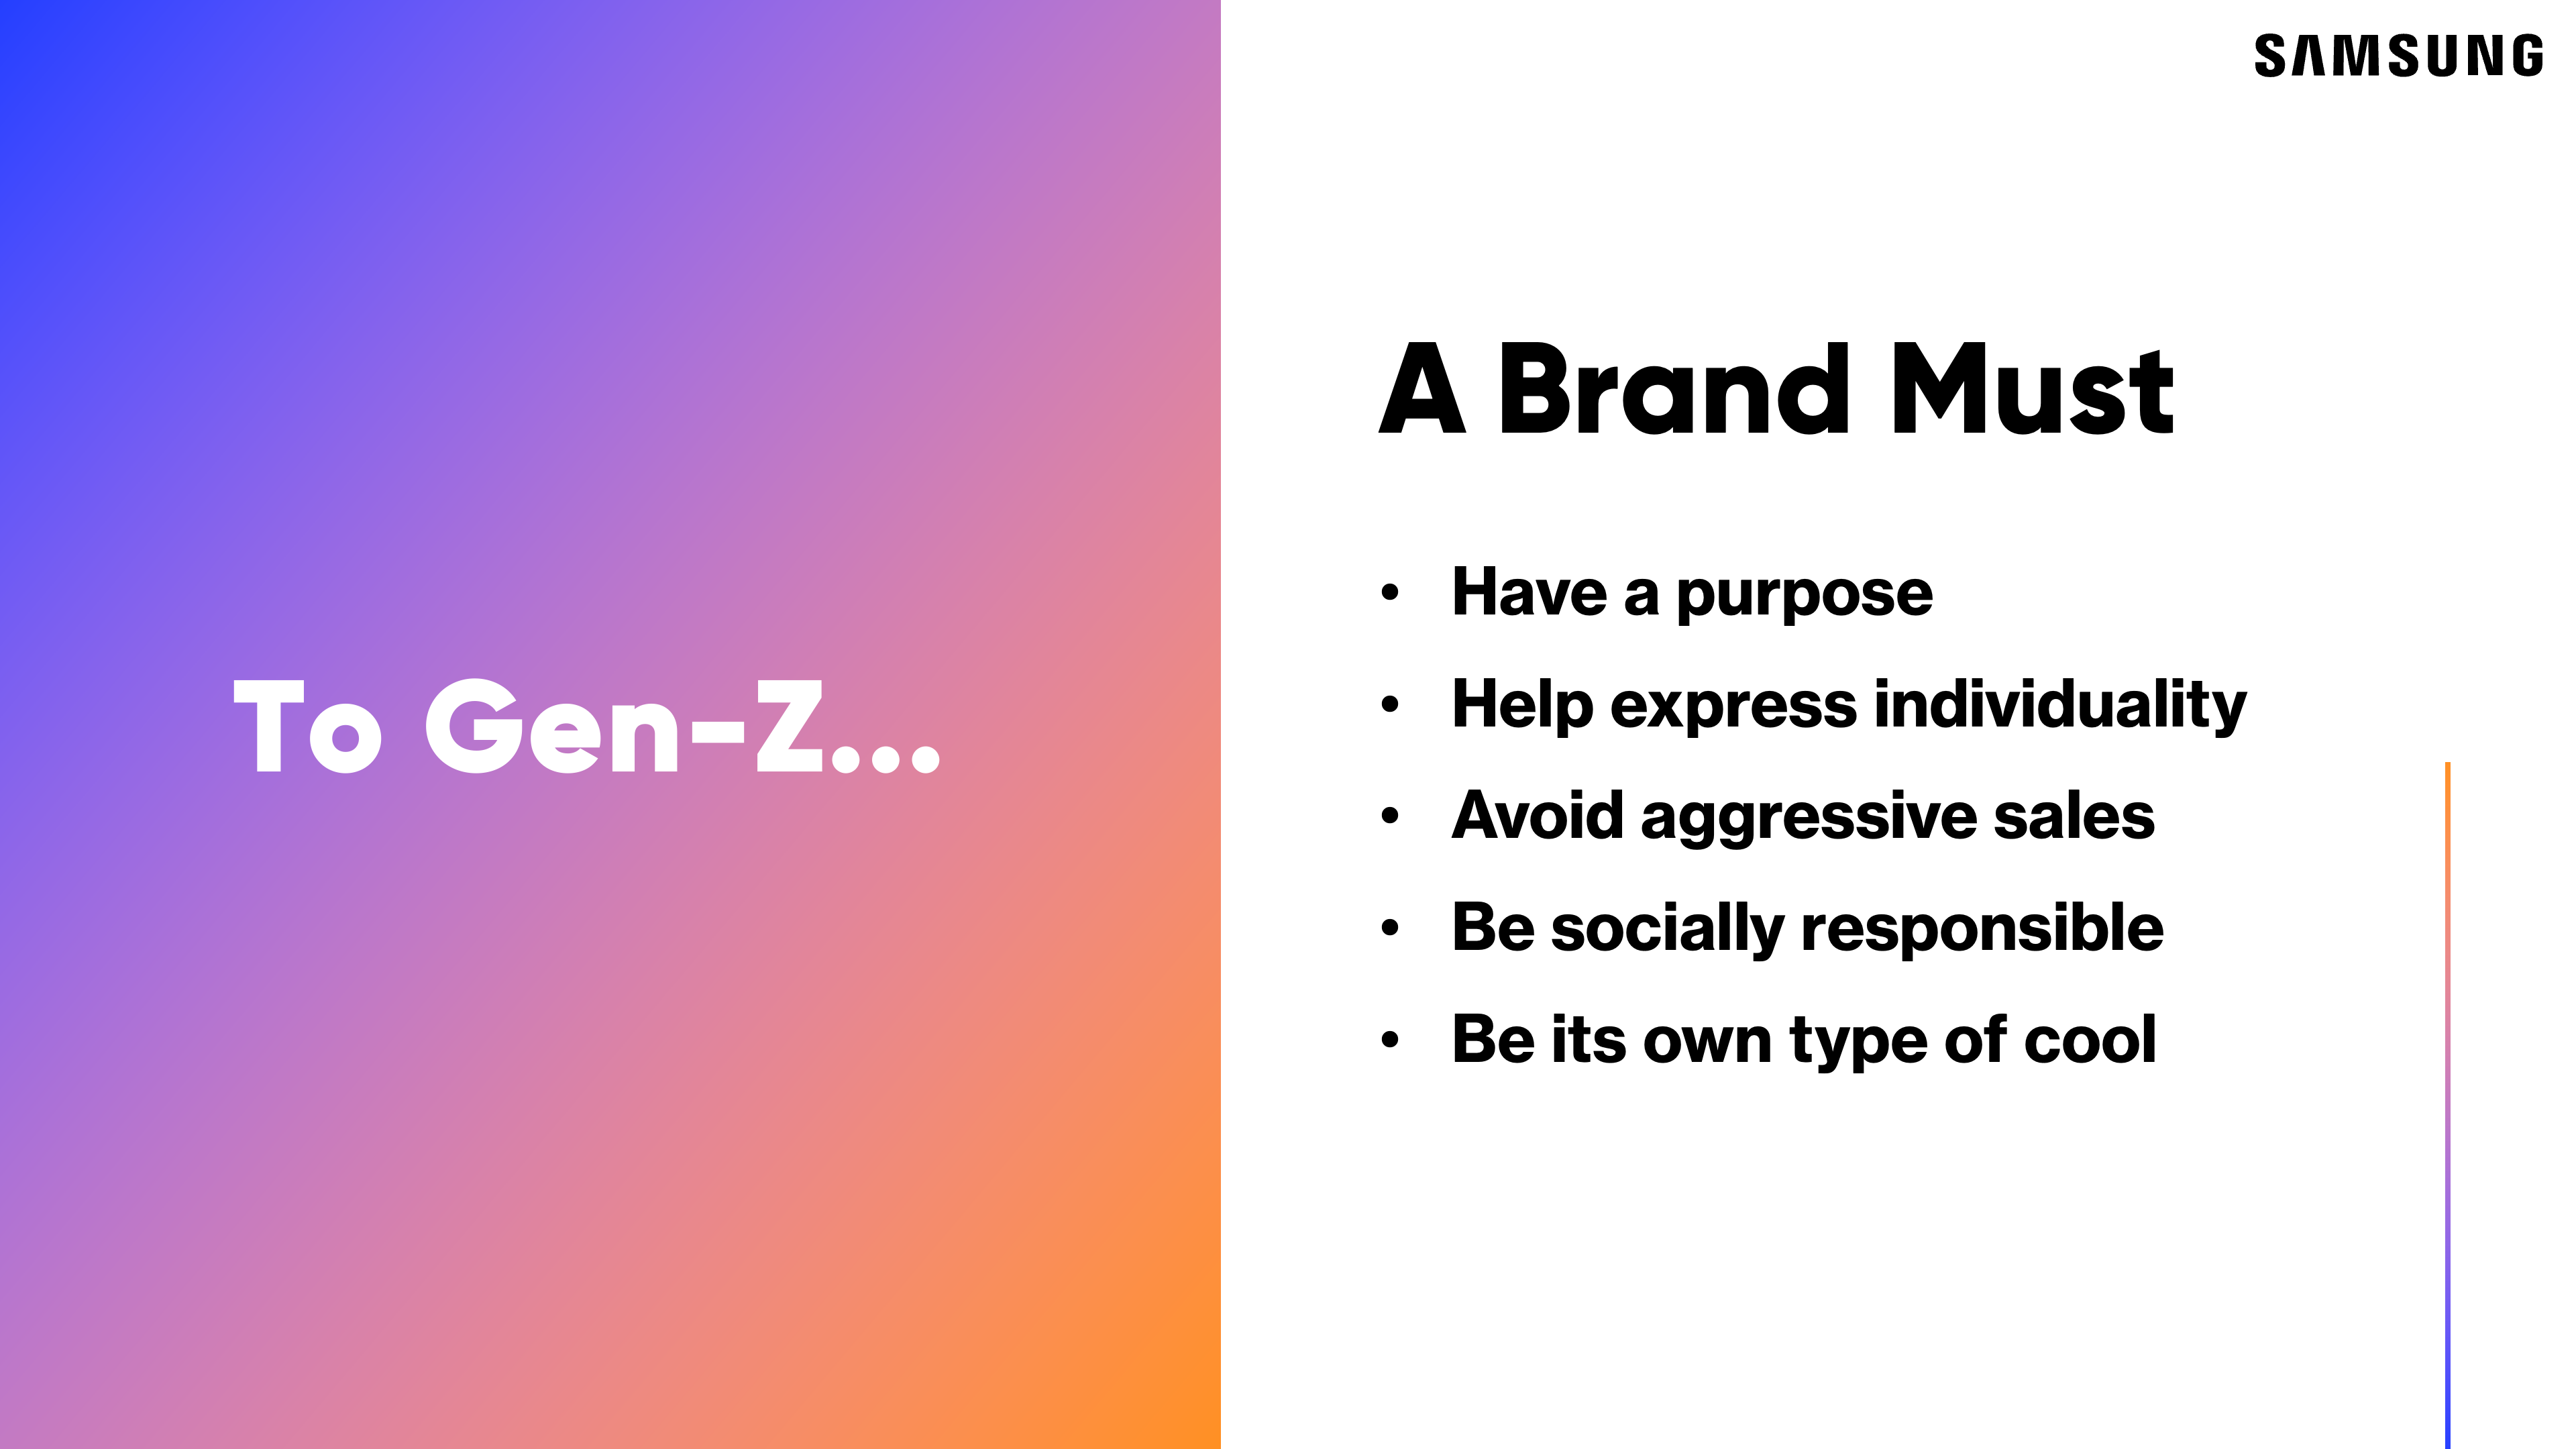 SAMSUNG
To Gen-Z...
A Brand Must
• Have a purpose
• Help express individuality
• Avoid aggressive sales
• Be socially responsible
• Be its own type of cool